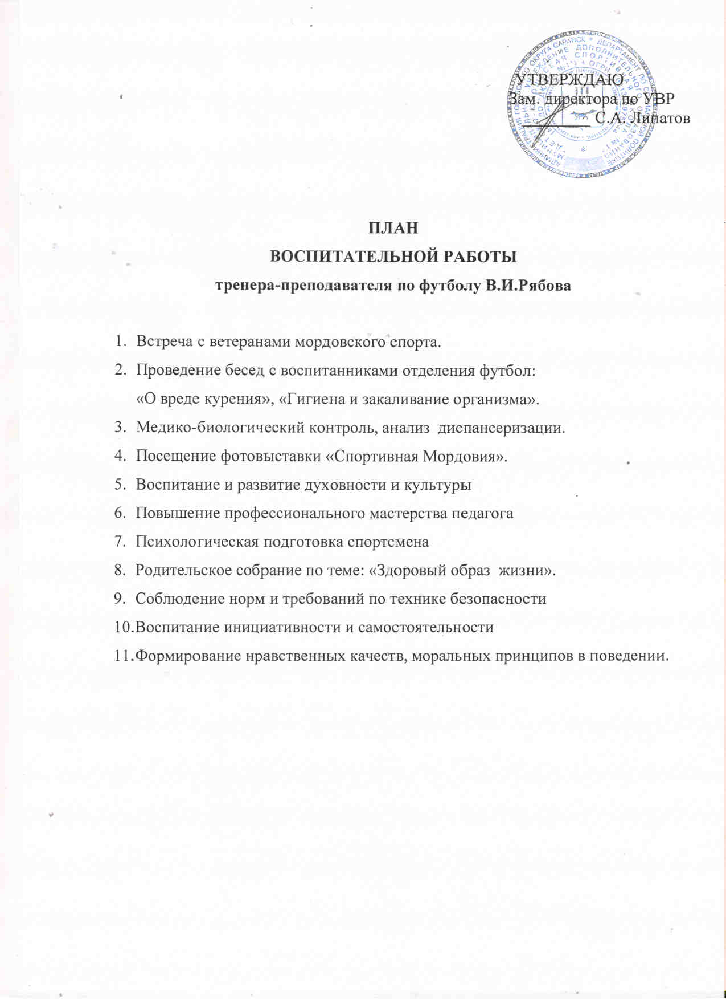 УТВЕРЖДАЮ
Зам. директора по УВР
С.А. Липатов
ПЛАН
ВОСПИТАТЕЛЬНОЙ РАБОТЫ
тренера-преподавателя по футболу В.И.Рябова
1. Встреча с ветеранами мордовского спорта.
2. Проведение бесед с воспитанниками отделения футбол:
«О вреде курения», «Гигиена и закаливание организма».
3. Медико-биологический контроль, анализ диспансеризации.
4. Посещение фотовыставки «Спортивная Мордовия».
5. Воспитание и развитие духовности и культуры
6. Повышение профессионального мастерства педагога
7. Психологическая подготовка спортсмена
8. Родительское собрание по теме: «Здоровый образ жизни».
9. Соблюдение норм и требований по технике безопасности
10.Воспитание инициативности и самостоятельности
11.Формирование нравственных качеств, моральных принципов в поведении.